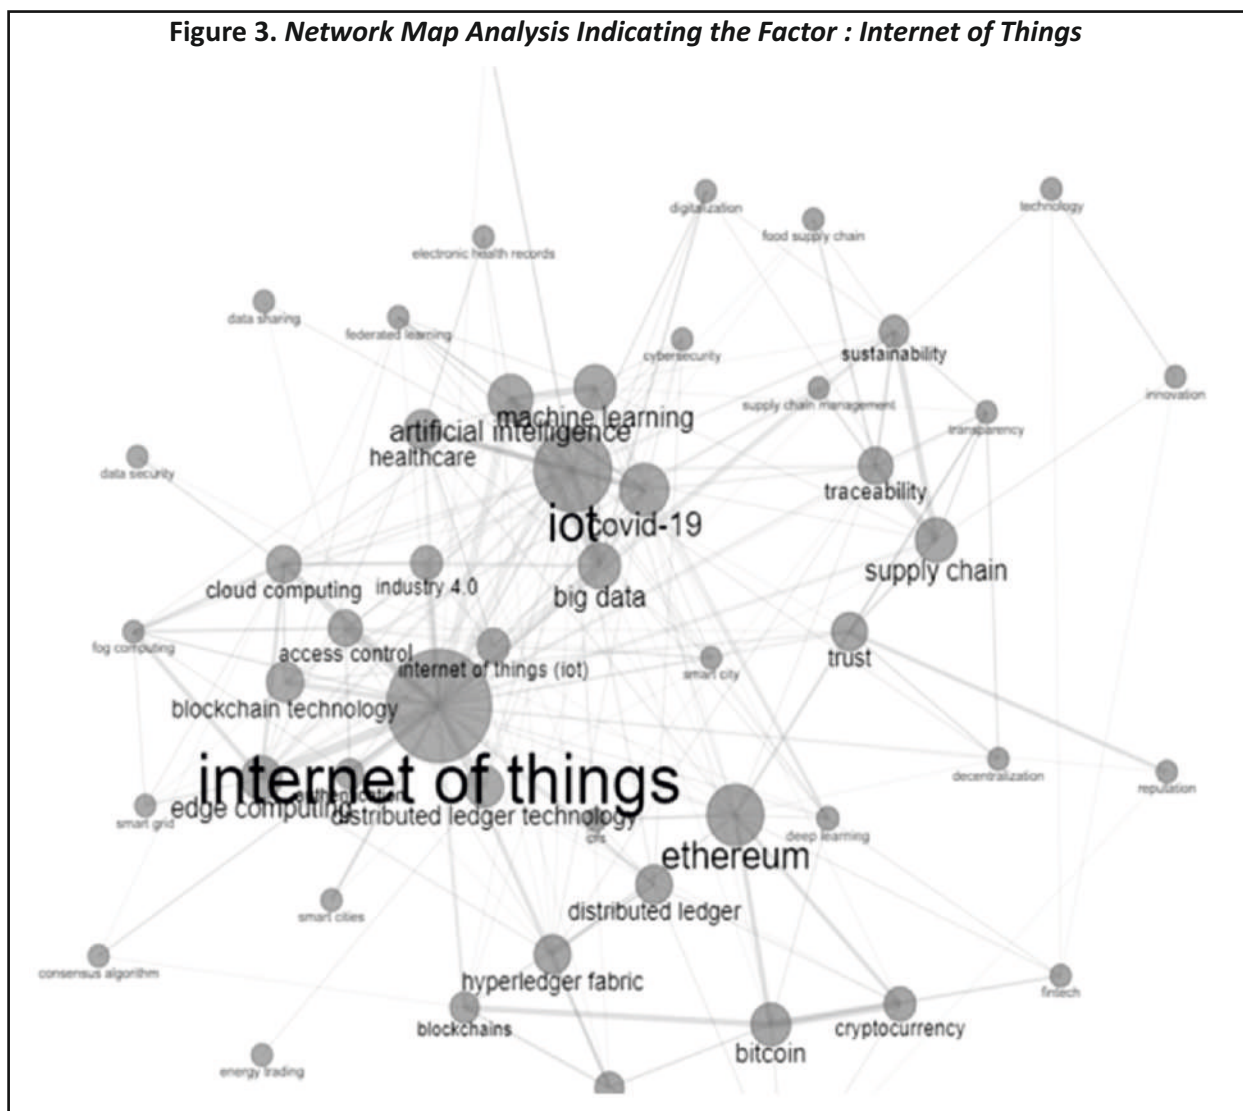 Figure 3. Network Map Analysis Indicating the Factor : Internet of Things
technology
digitalization
food supply chain
electronic health records
data sharing
federated learning
cybersecurity
sustainability
innovation
supply chain management
machine learning
transparency
artificial intelligence
healthcare
data security
traceability
iot
covid-19
supply chain
cloud computing
industry 4.0
big data
fog computing
access control
trust
internet of things (iot)
smart city
blockchain technology
internet of things
decentralization
reputation
authentication
edge computing
distributed ledger technology
smart grid
deep learning
ethereum
distributed ledger
smart cities
consensus algorithm
hyperledger fabric
fintech
blockchains
cryptocurrency
bitcoin
energy trading